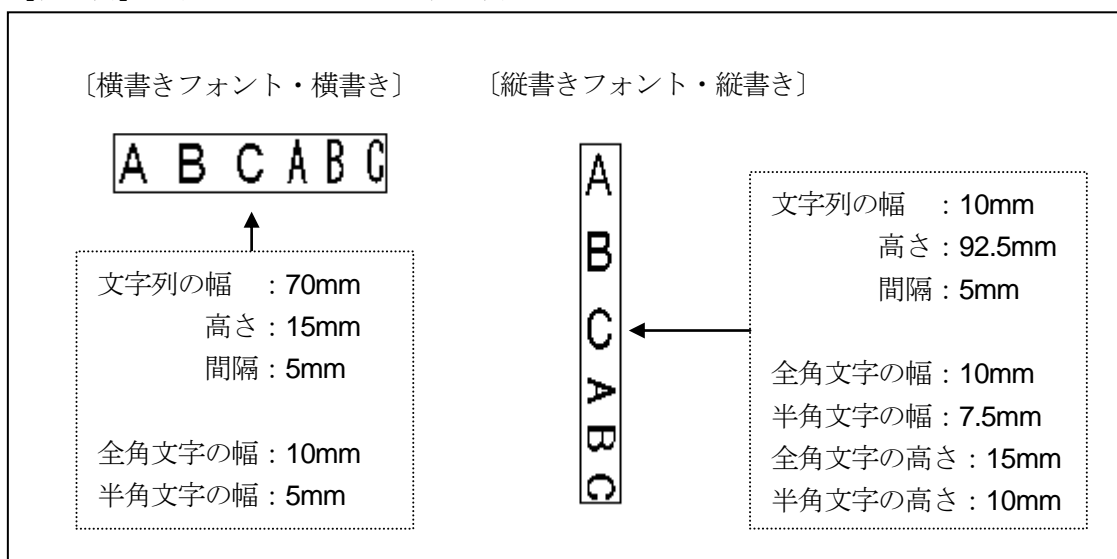 〔横書きフォント・横書き〕
A B C A B C
文字列の幅 : 70mm
高さ : 15mm
間隔 : 5mm
全角文字の幅 : 10mm
半角文字の幅 : 5mm
〔縦書きフォント・縦書き〕
A
B
C
A
B
C
文字列の幅 : 10mm
高さ : 92.5mm
間隔 : 5mm
全角文字の幅 : 10mm
半角文字の幅 : 7.5mm
全角文字の高さ : 15mm
半角文字の高さ : 10mm